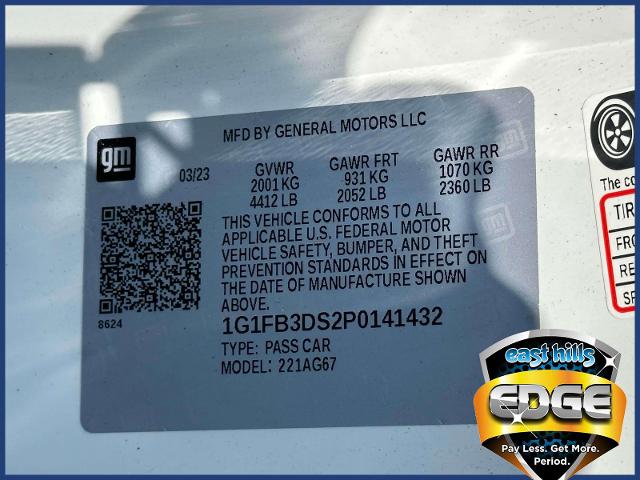 MFD BY GENERAL MOTORS LLC
gm
03/23
GVWR
2001 KG
4412 LB
GAWR FRT
931 KG
2052 LB
GAWR RR
1070 KG
2360 LB
THIS VEHICLE CONFORMS TO ALL
APPLICABLE U.S. FEDERAL MOTOR
VEHICLE SAFETY, BUMPER, AND THEFT
PREVENTION STANDARDS IN EFFECT ON
THE DATE OF MANUFACTURE SHOWN
ABOVE.
8624
1G1FB3DS2P0141432
TYPE: PASS CAR
MODEL: 221AG67
The co
TIR
FRO
RE
SP
east hills
EDGE
Pay Less. Get More.
Period.